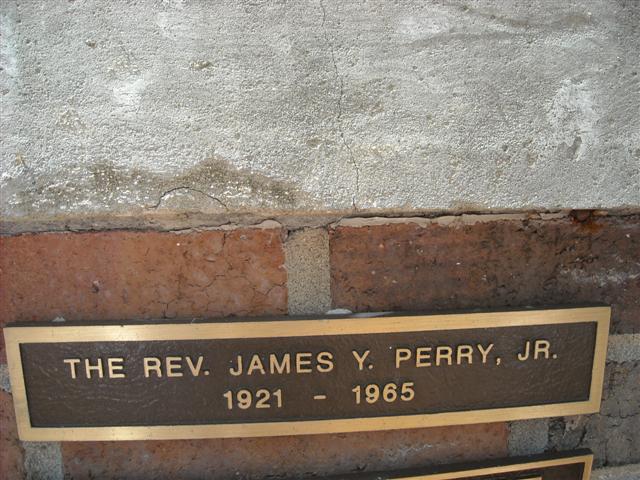 THE REV. JAMES Y. PERRY, JR.
1921 - 1965